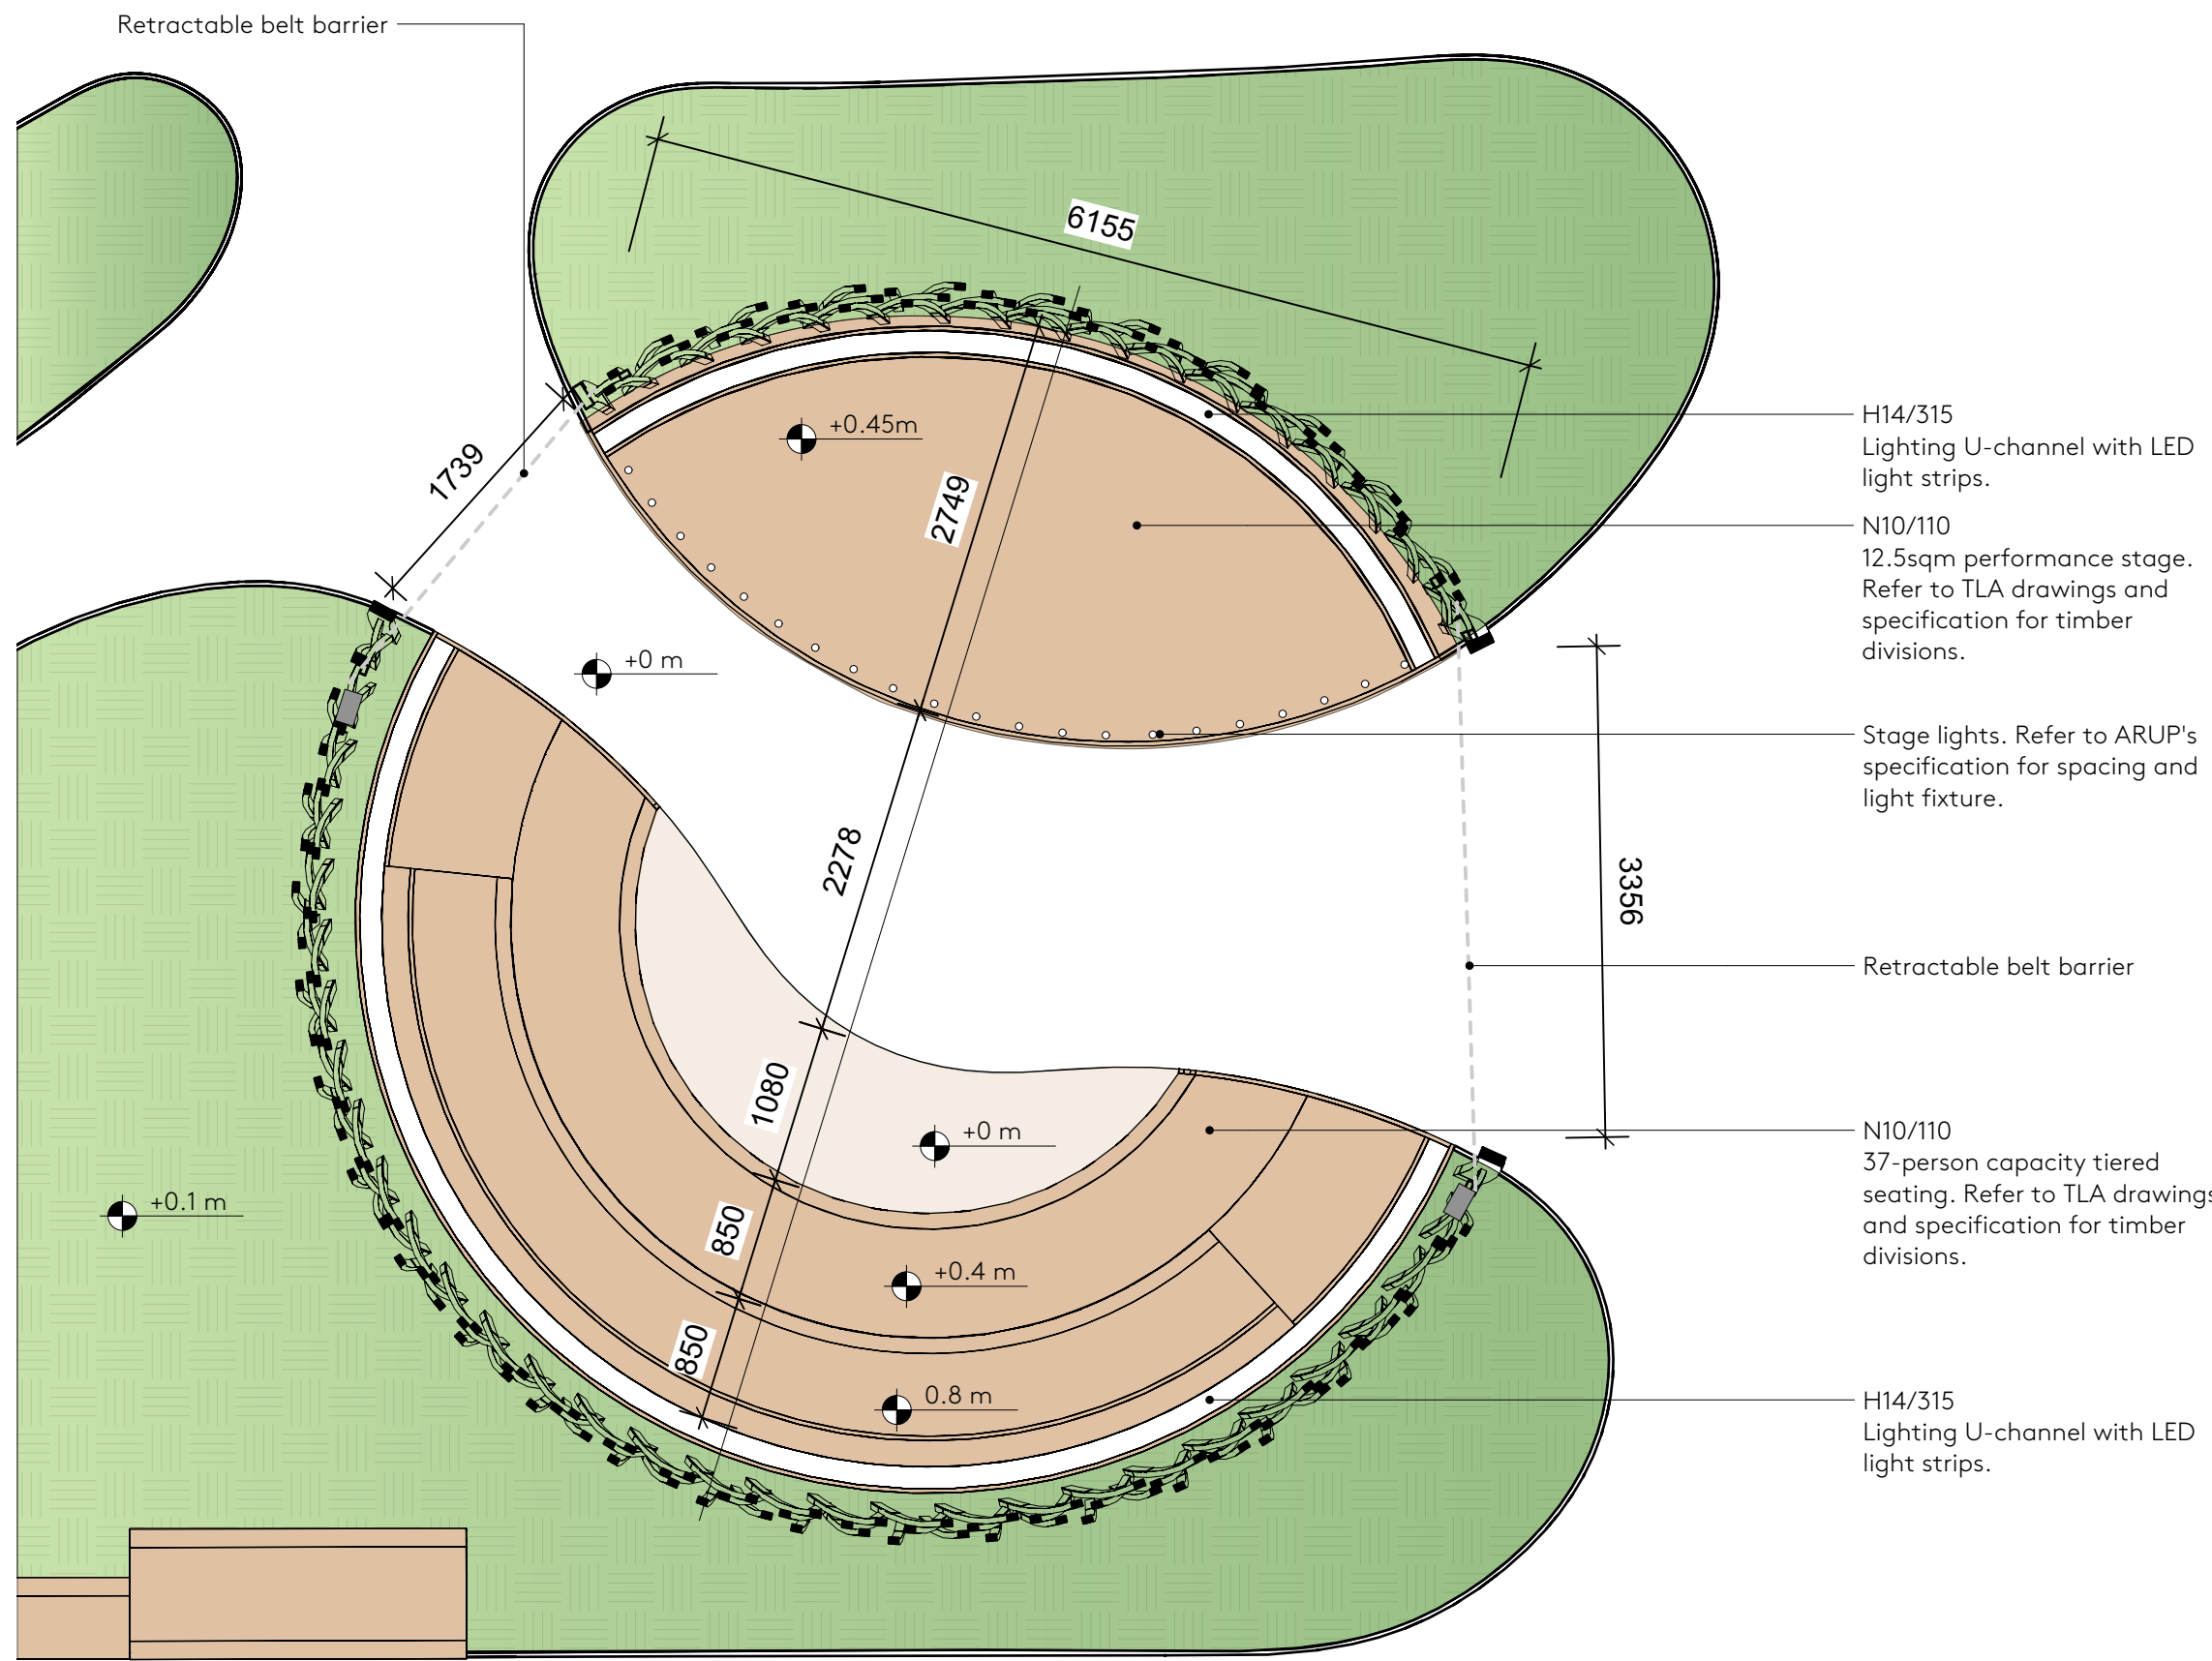 Retractable belt barrier
6155
1739
+0.45m
2749
H14/315
Lighting U-channel with LED
light strips.
N10/110
12.5sqm performance stage.
Refer to TLA drawings and
specification for timber
divisions.
+0 m
Stage lights. Refer to ARUP's
specification for spacing and
light fixture.
2278
3356
Retractable belt barrier
1080
+0 m
N10/110
37-person capacity tiered
seating. Refer to TLA drawings
and specification for timber
divisions.
+0.1 m
850
+0.4 m
850
0.8 m
H14/315
Lighting U-channel with LED
light strips.